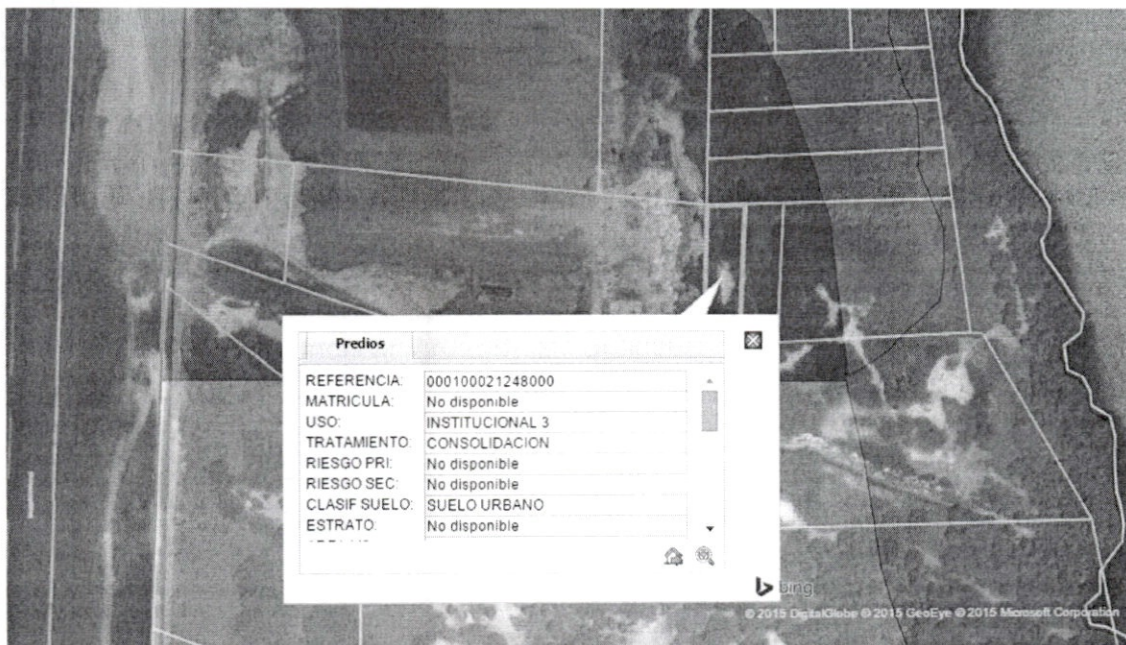 Predios
REFERENCIA: 000100021248000
MATRICULA: No disponible
USO: INSTITUCIONAL 3
TRATAMIENTO: CONSOLIDACION
RIESGO PRI: No disponible
RIESGO SEC: No disponible
CLASIF SUELO: SUELO URBANO
ESTRATO: No disponible
bing
© 2015 DigitalGlobe © 2015 GeoEye © 2015 Microsoft Corporation